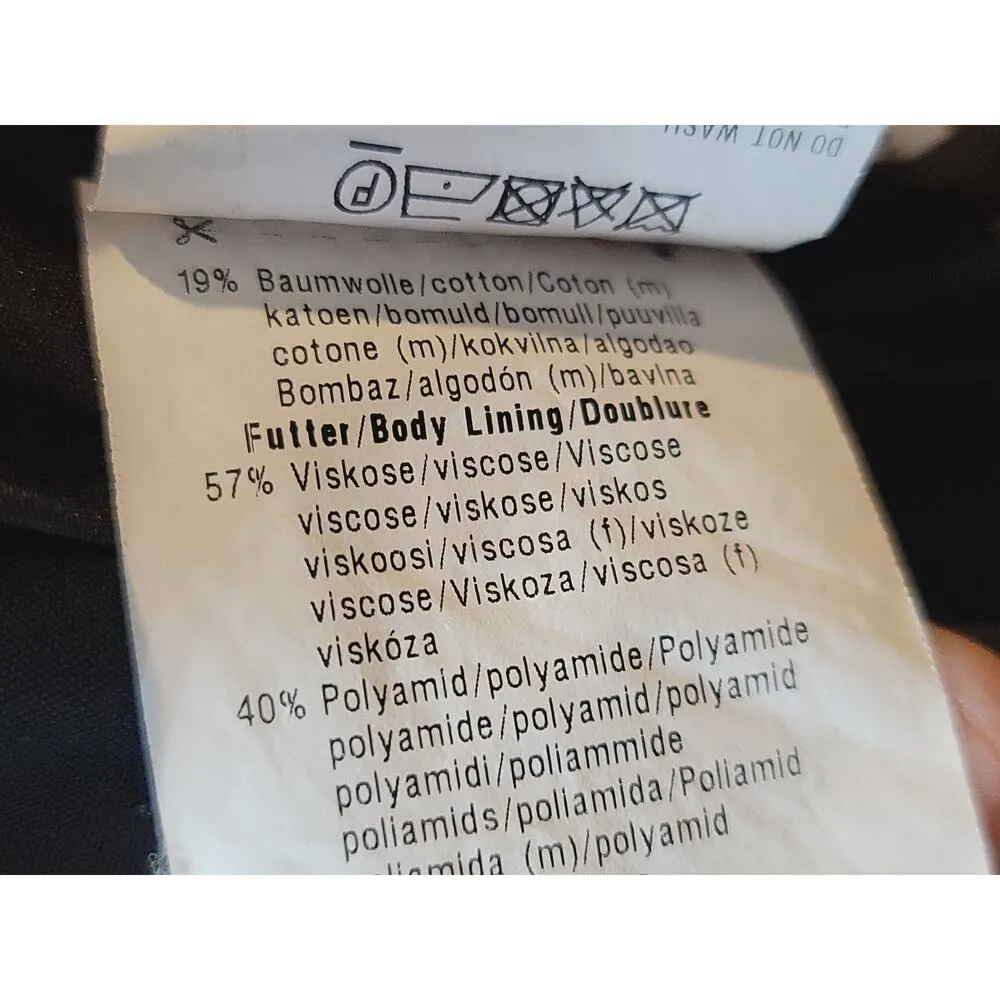 DO NOT WASH
P
19% Baumwolle/cotton/Coton (m)
katoen/bomuld/bomull/puuvilla
cotone (m)/kokvilna/algodao
Bombaz/algodón (m)/bavlna
Futter/Body Lining/Doublure
57% Viskose/viscose/Viscose
viscose/viskose/viskos
viskoosi/viscosa (f)/viskoze
viscose/Viskoza/viscosa (f)
viskóza
40% Polyamid/polyamide/Polyamide
polyamide/polyamid/polyamid
polyamidi/poliammide
poliamids/poliamida/Poliamid
(m)/polyamid